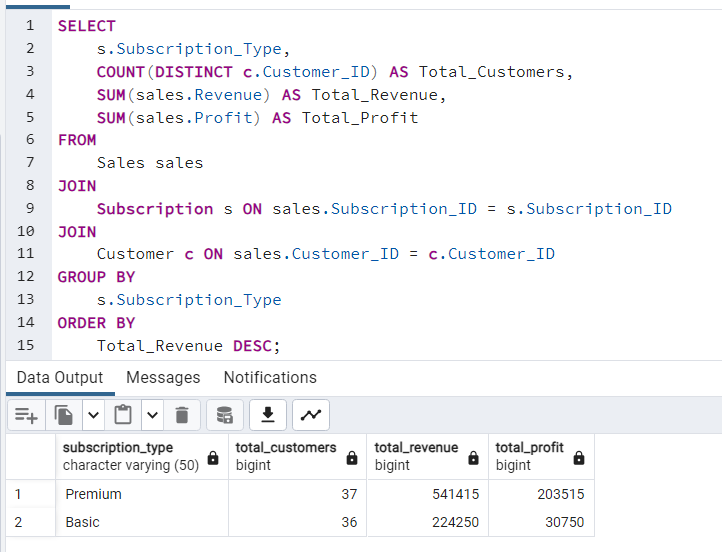 1 SELECT
2 s.Subscription_Type,
3 COUNT(DISTINCT c.Customer_ID) AS Total_Customers,
4 SUM(sales.Revenue) AS Total_Revenue,
5 SUM(sales.Profit) AS Total_Profit
6 FROM
7 Sales sales
8 JOIN
9 Subscription s ON sales.Subscription_ID = s.Subscription_ID
10 JOIN
11 Customer c ON sales.Customer_ID = c.Customer_ID
12 GROUP BY
13 s.Subscription_Type
14 ORDER BY
15 Total_Revenue DESC;
Data Output Messages Notifications
subscription_type total_customers total_revenue total_profit
character varying (50) bigint bigint bigint
1 Premium 37 541415 203515
2 Basic 36 224250 30750